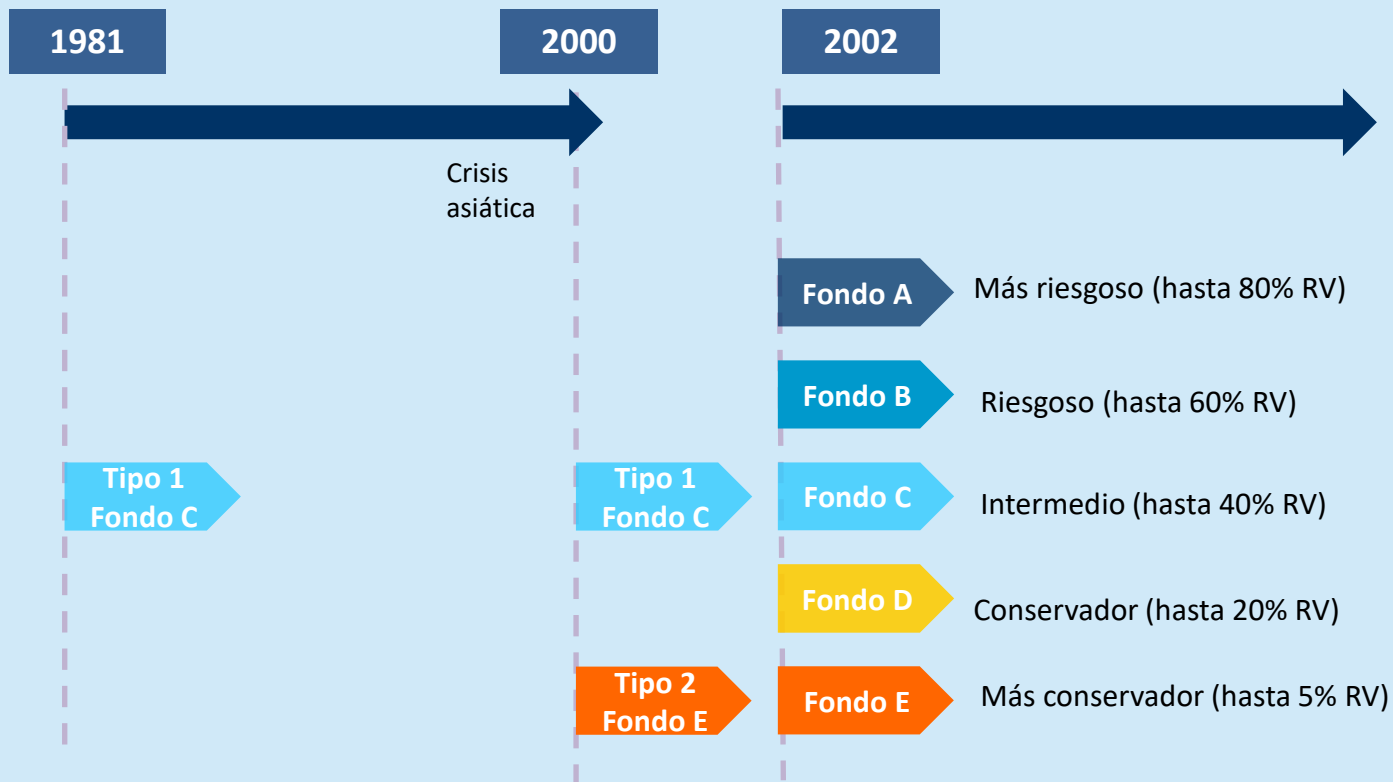 1981
2000
2002
Crisis
asiática
Fondo A
Más riesgoso (hasta 80% RV)
Fondo B
Riesgoso (hasta 60% RV)
Tipo 1
Fondo C
Tipo 1
Fondo C
Fondo C
Intermedio (hasta 40% RV)
Fondo D
Conservador (hasta 20% RV)
Tipo 2
Fondo E
Fondo E
Más conservador (hasta 5% RV)